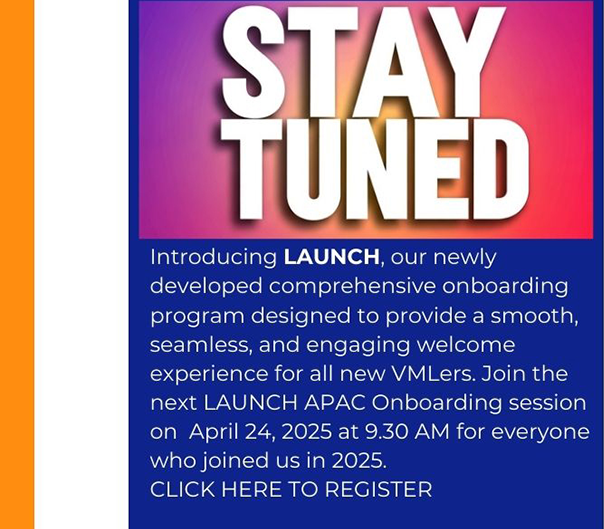 STAY
TUNED
Introducing LAUNCH, our newly
developed comprehensive onboarding
program designed to provide a smooth,
seamless, and engaging welcome
experience for all new VMLers. Join the
next LAUNCH APAC Onboarding session
on  April 24, 2025 at 9.30 AM for everyone
who joined us in 2025.
CLICK HERE TO REGISTER